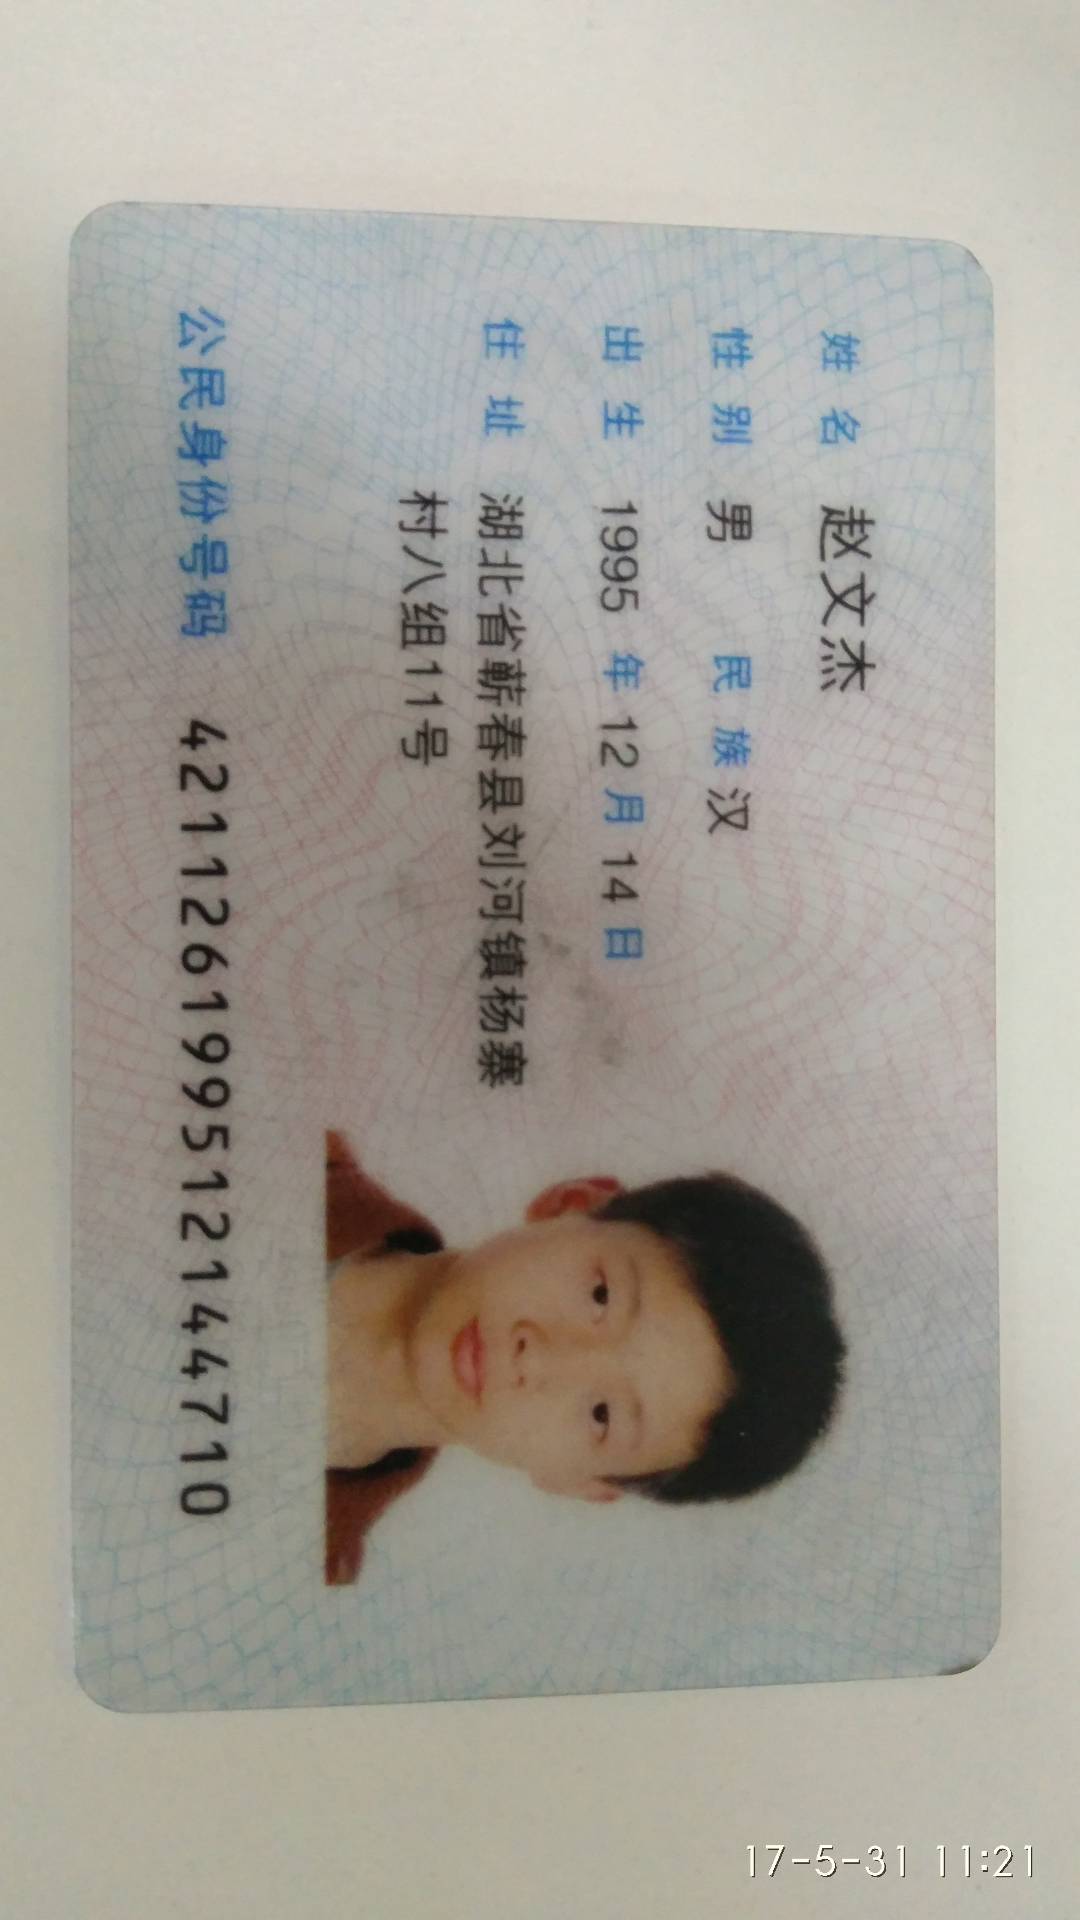 姓名 赵文杰
性别 男 民族 汉
出生 1995 年 12 月 14 日
住址 湖北省蕲春县刘河镇杨寨
村八组11号
公民身份号码 421126199512144710
17-5-31 11:21